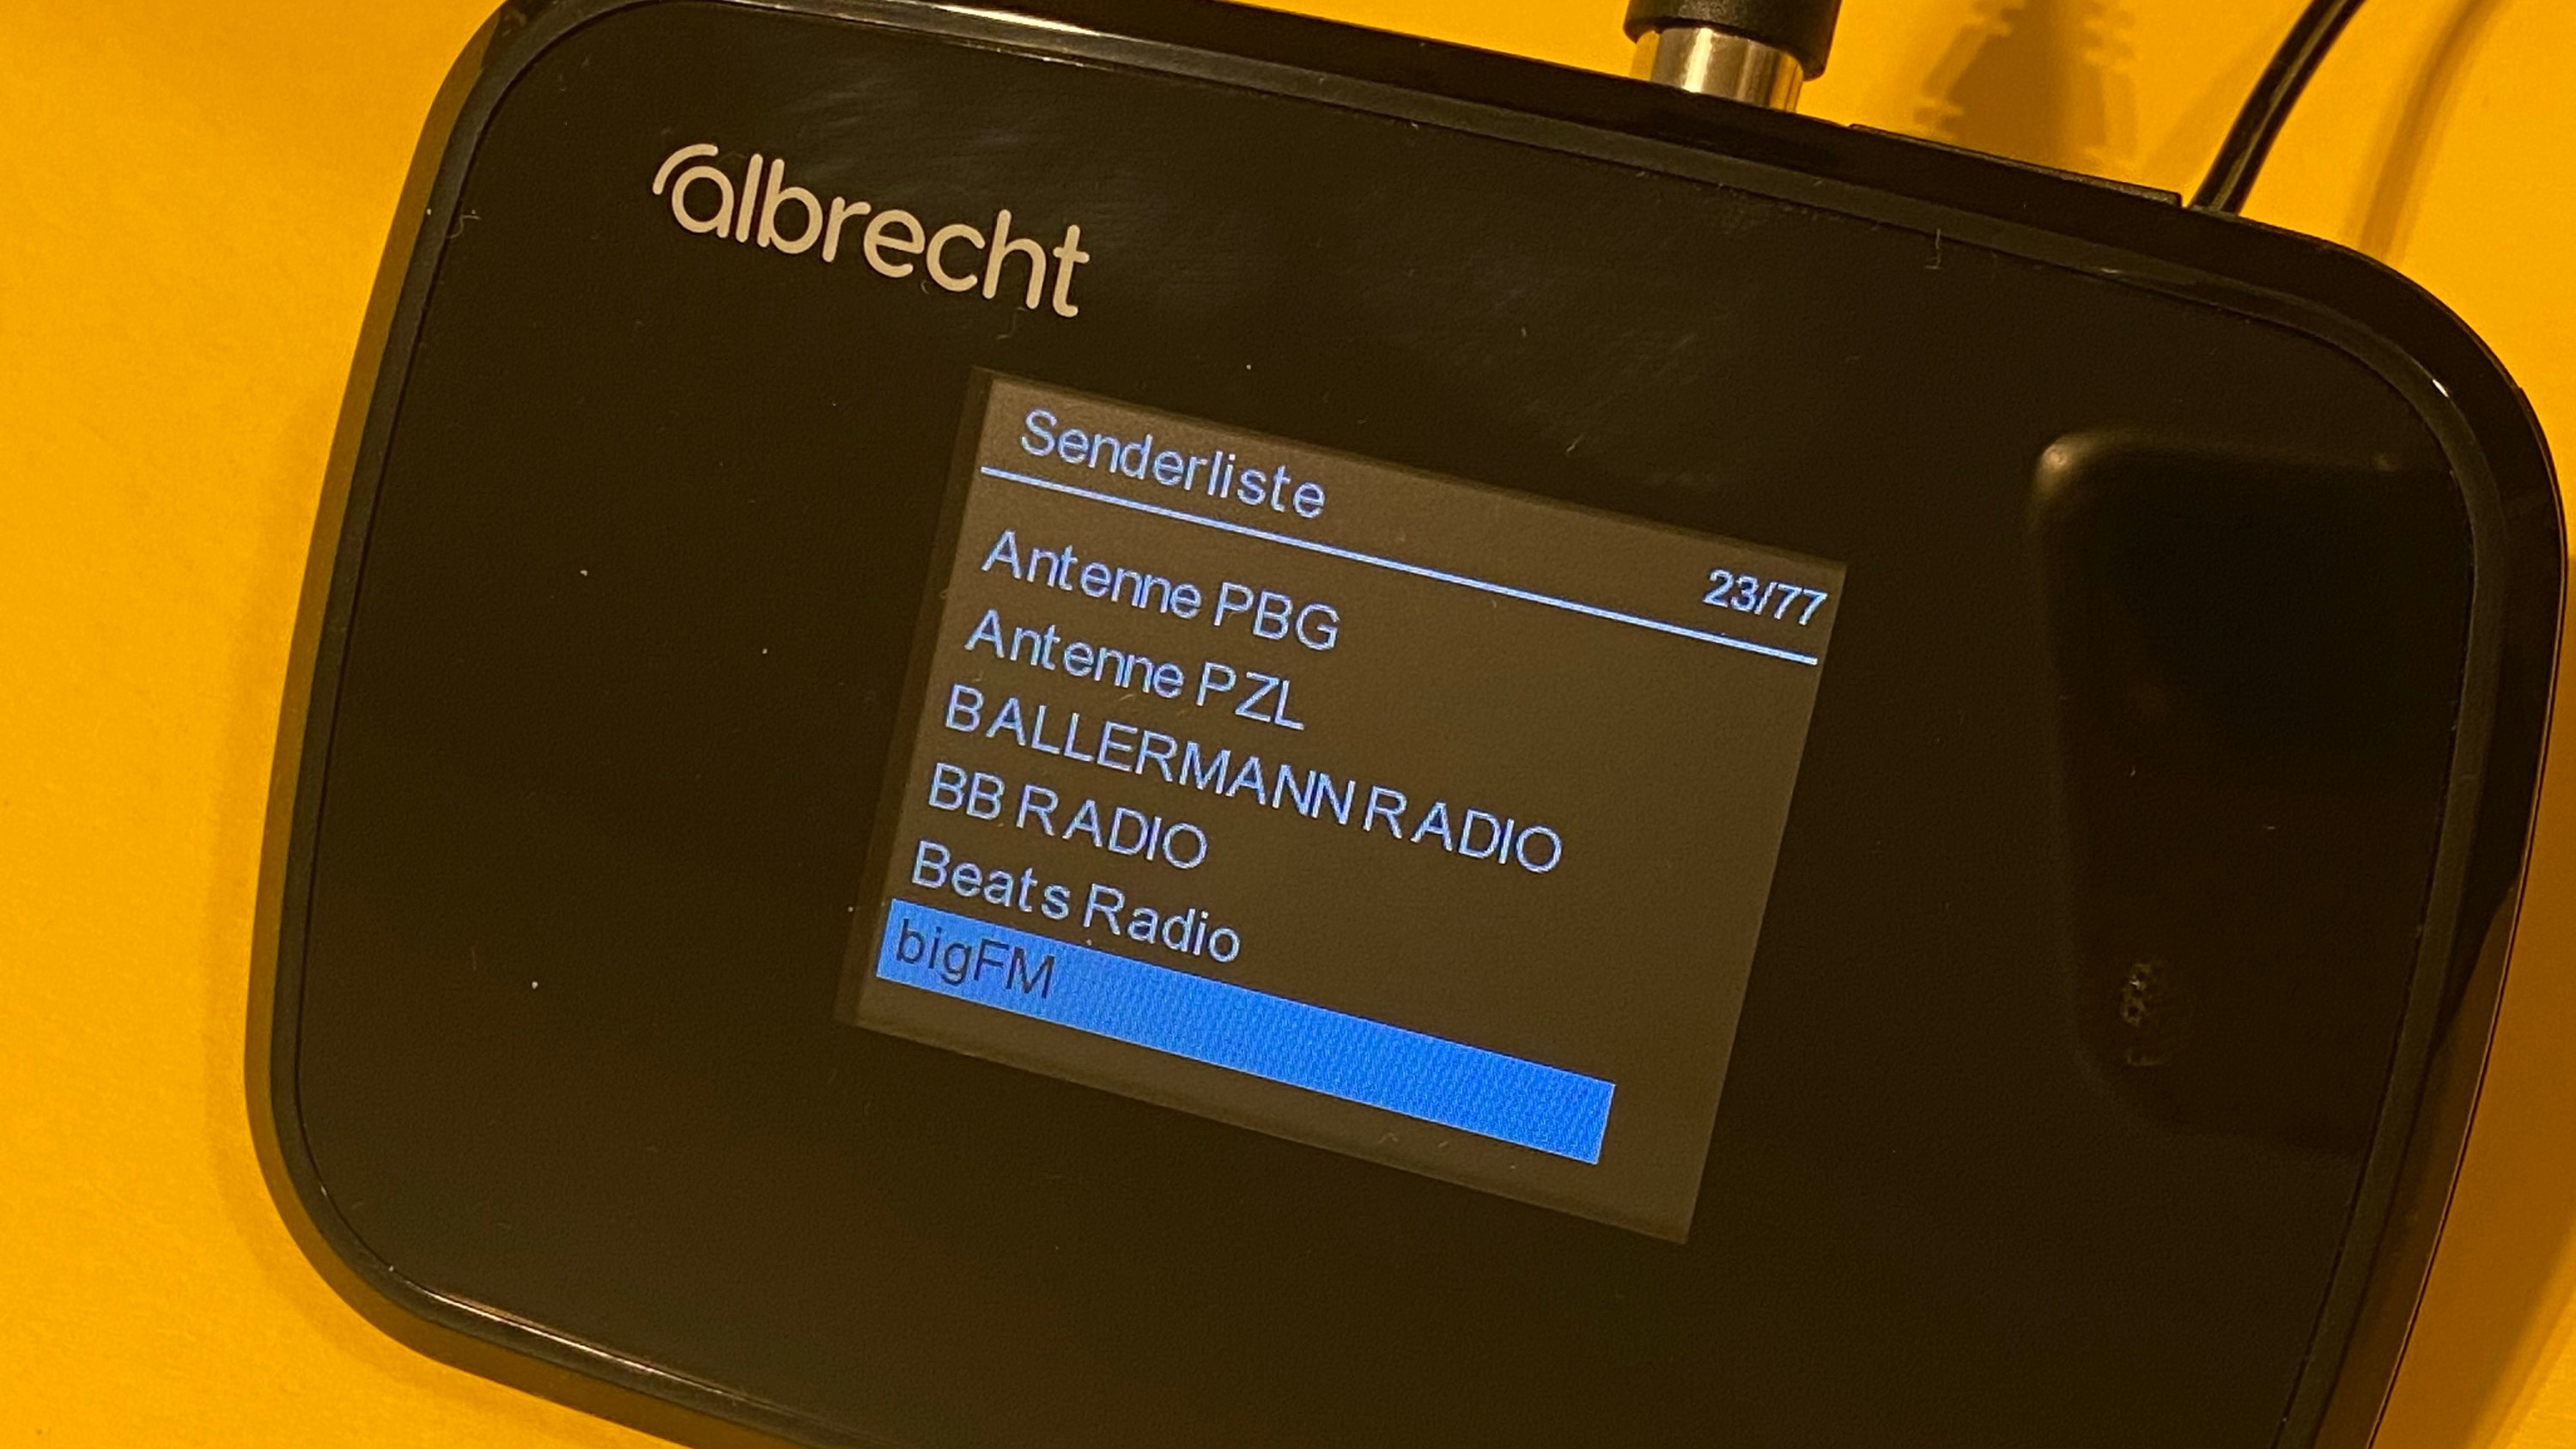 albrecht
Senderliste
23/77
Antenne PBG
Antenne PZL
BALLERMANN RADIO
BB RADIO
Beats Radio
bigFM